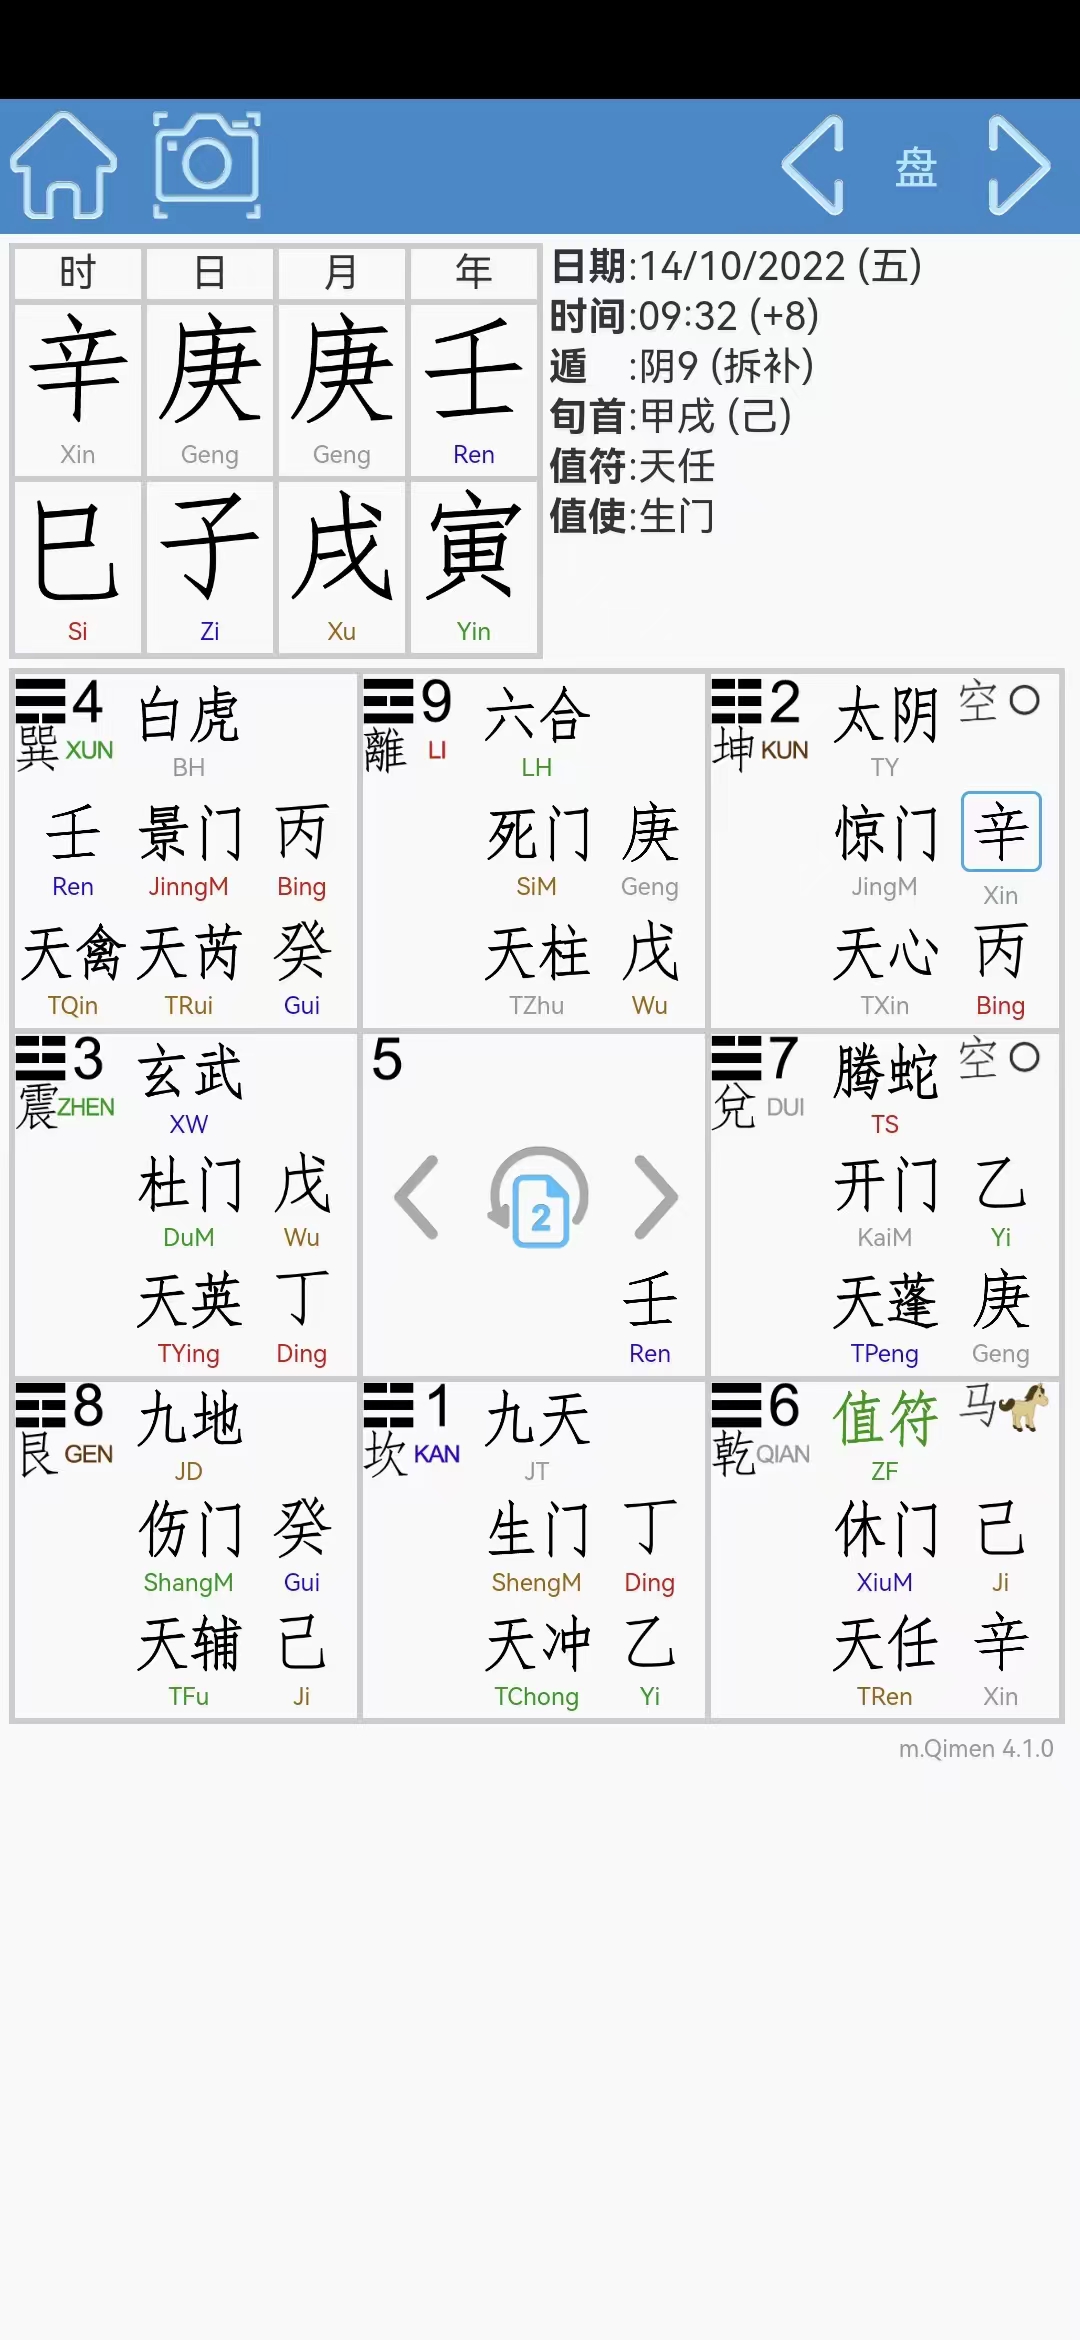 盘
时 日 月 年
辛 庚 庚 壬
Xin Geng Geng Ren
巳 子 戌 寅
Si Zi Xu Yin
日期:14/10/2022 (五)
时间:09:32 (+8)
遁 :阴9 (拆补)
旬首:甲戌 (己)
值符:天任
值使:生门
4 白虎
巽 XUN BH
壬 景门 丙
Ren JinngM Bing
天禽 天芮 癸
TQin TRui Gui
9 六合
離 LI LH
死门 庚
SiM Geng
天柱 戊
TZhu Wu
2 太阴 空
坤 KUN TY
惊门 辛
JingM Xin
天心 丙
TXin Bing
3 玄武
震 ZHEN XW
杜门 戊
DuM Wu
天英 丁
TYing Ding
5
2
壬
Ren
7 腾蛇 空
兌 DUI TS
开门 乙
KaiM Yi
天蓬 庚
TPeng Geng
8 九地
艮 GEN JD
伤门 癸
ShangM Gui
天辅 己
TFu Ji
1 九天
坎 KAN JT
生门 丁
ShengM Ding
天冲 乙
TChong Yi
6 值符 马
乾 QIAN ZF
休门 己
XiuM Ji
天任 辛
TRen Xin
m.Qimen 4.1.0